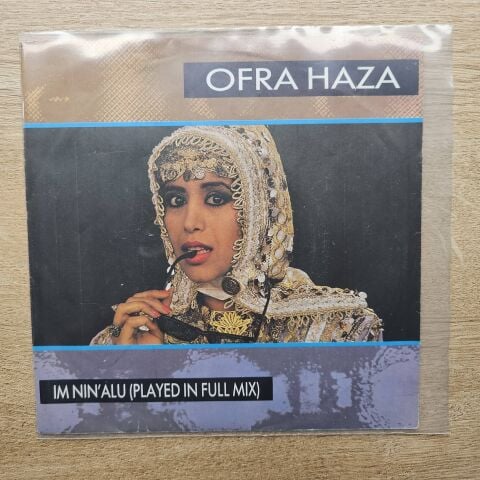 OFRA HAZA
IM NIN'ALU (PLAYED IN FULL MIX)